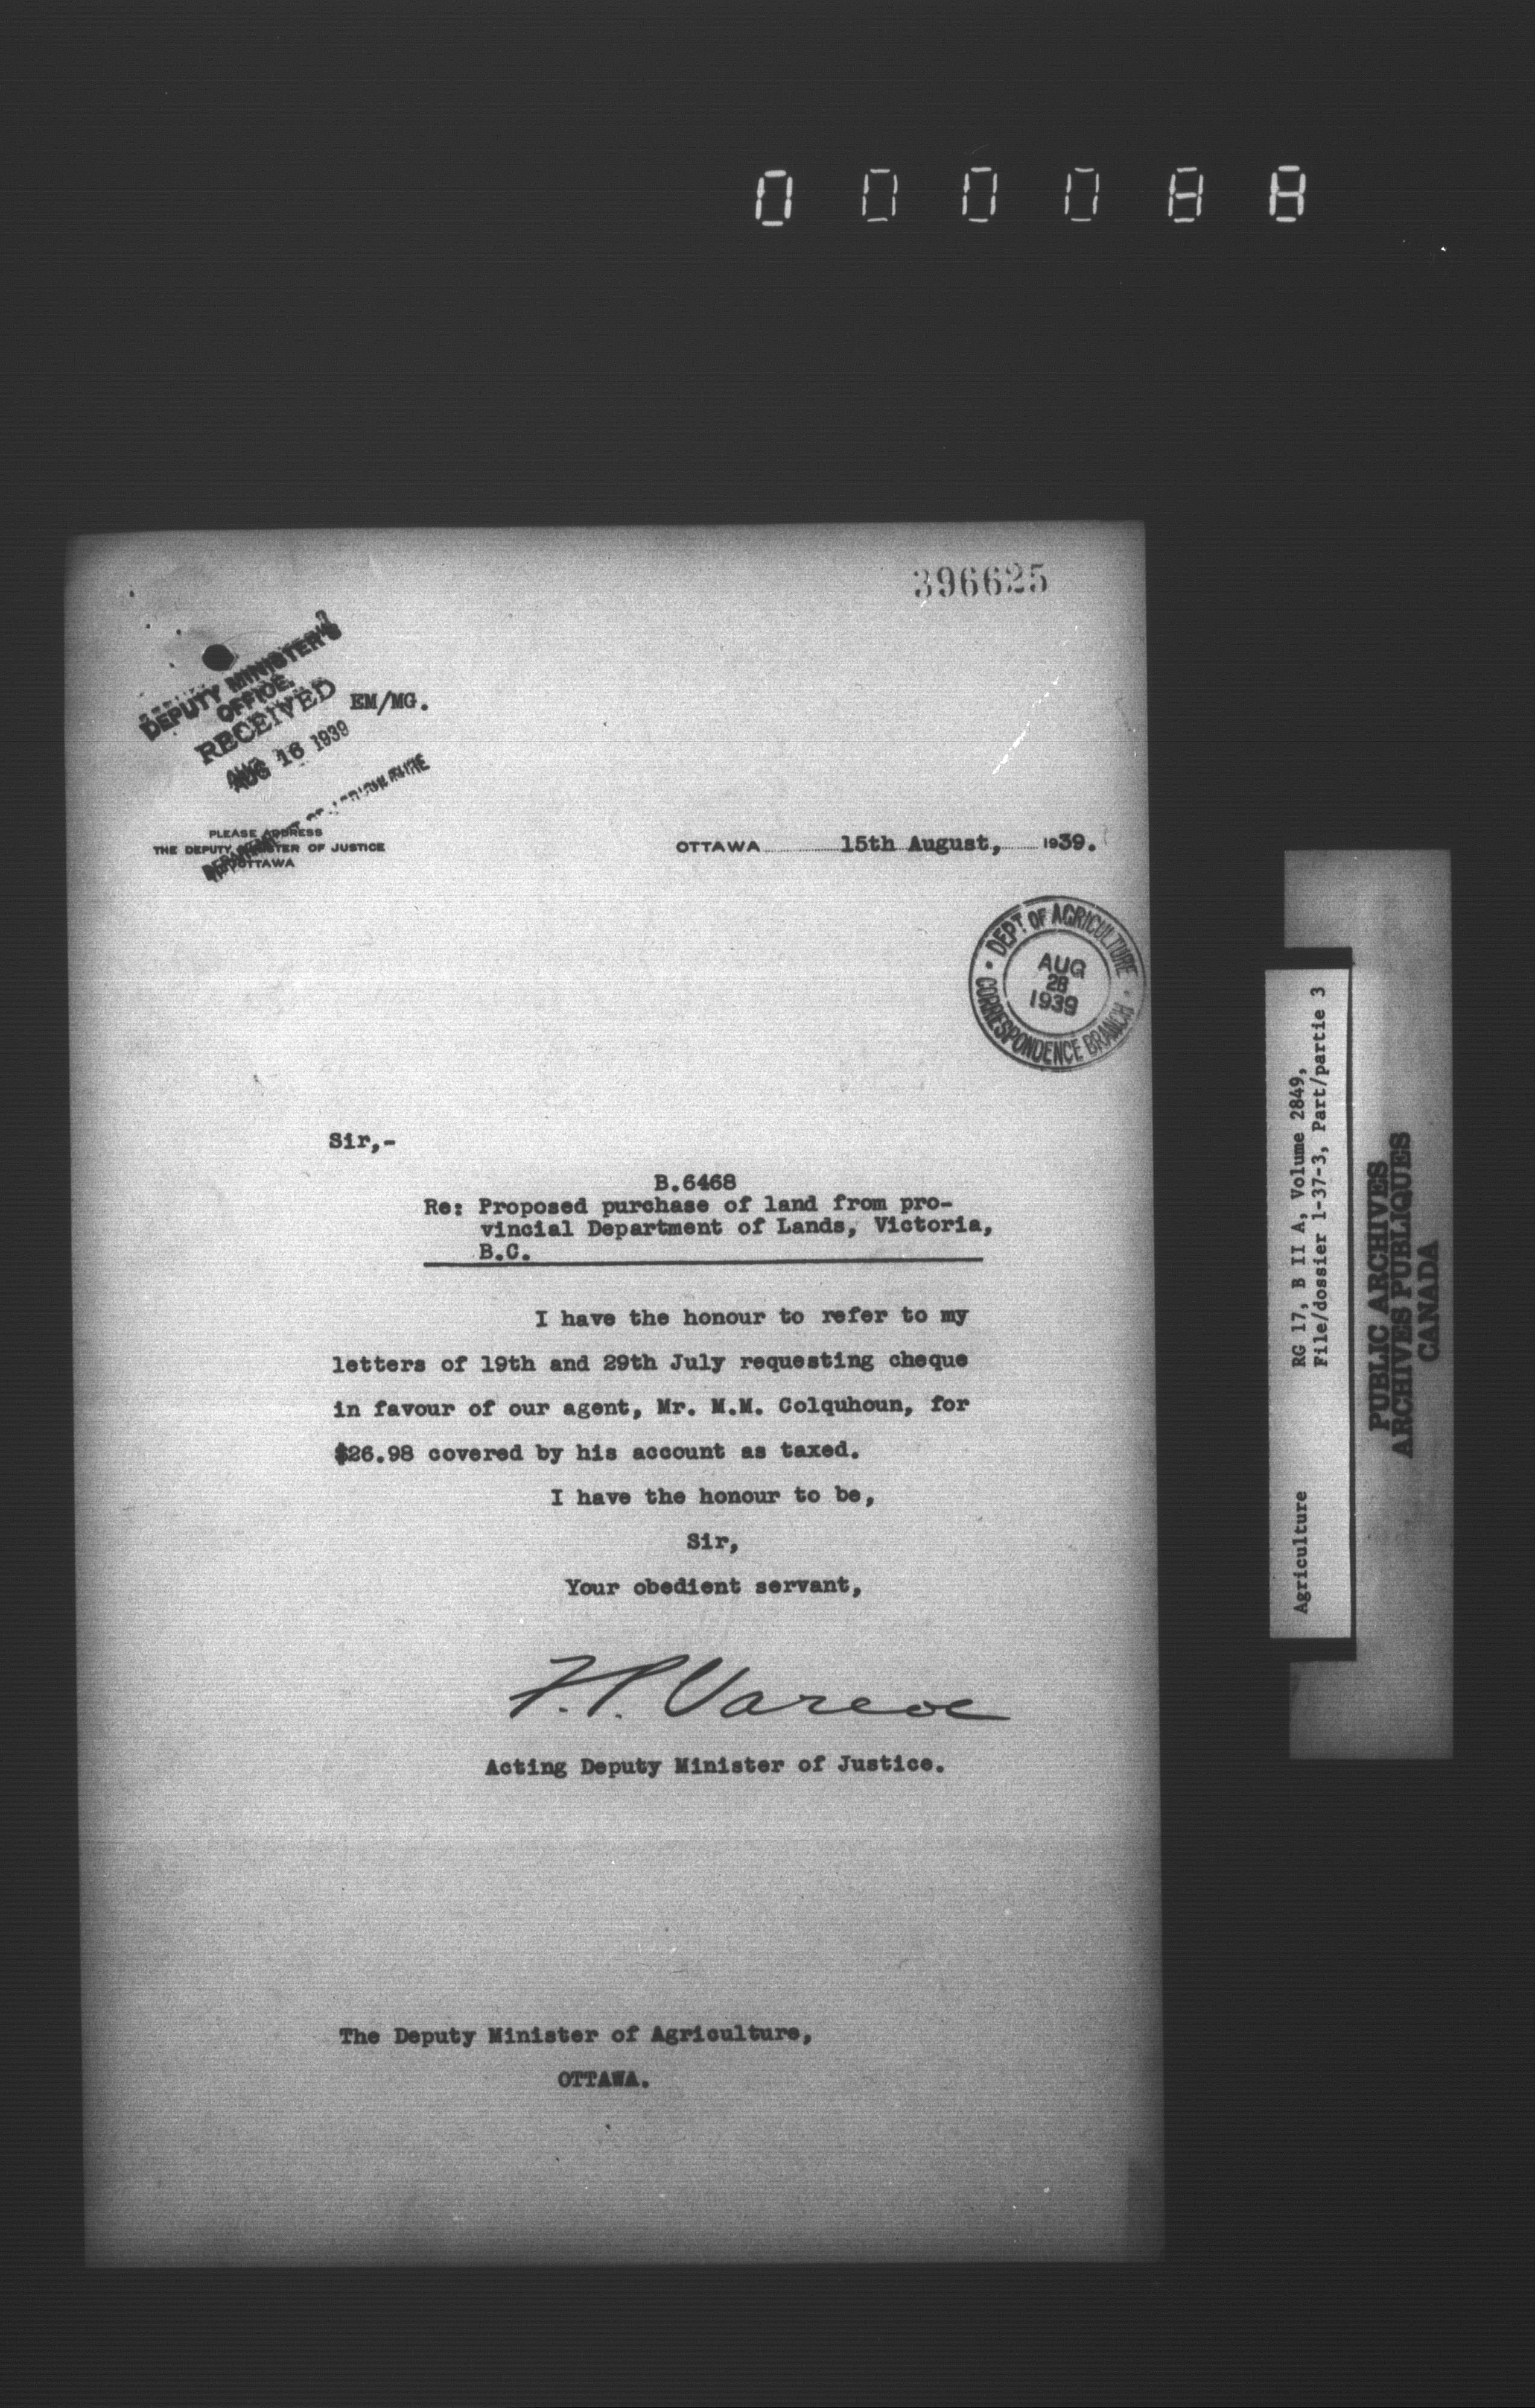 000088
396625
DEPUTY MINISTER'S
OFFICE.
RECEIVED
AUG 16 1939
DEPARTMENT OF AGRICULTURE
EM/MG.
PLEASE ADDRESS
THE DEPUTY MINISTER OF JUSTICE
OTTAWA
OTTAWA 15th August, 1939.
DEPT. OF AGRICULTURE
AUG
28
1939
CORRESPONDENCE BRANCH
Sir,-
B.6468
Re: Proposed purchase of land from pro-
vincial Department of Lands, Victoria,
B.C.
I have the honour to refer to my
letters of 19th and 29th July requesting cheque
in favour of our agent, Mr. M.M. Colquhoun, for
$26.98 covered by his account as taxed.
I have the honour to be,
Sir,
Your obedient servant,
F.P. Varcoe
Acting Deputy Minister of Justice.
The Deputy Minister of Agriculture,
OTTAWA.
Agriculture RG 17, B II A, Volume 2849,
File/dossier 1-37-3, Part/partie 3
PUBLIC ARCHIVES
ARCHIVES PUBLIQUES
CANADA